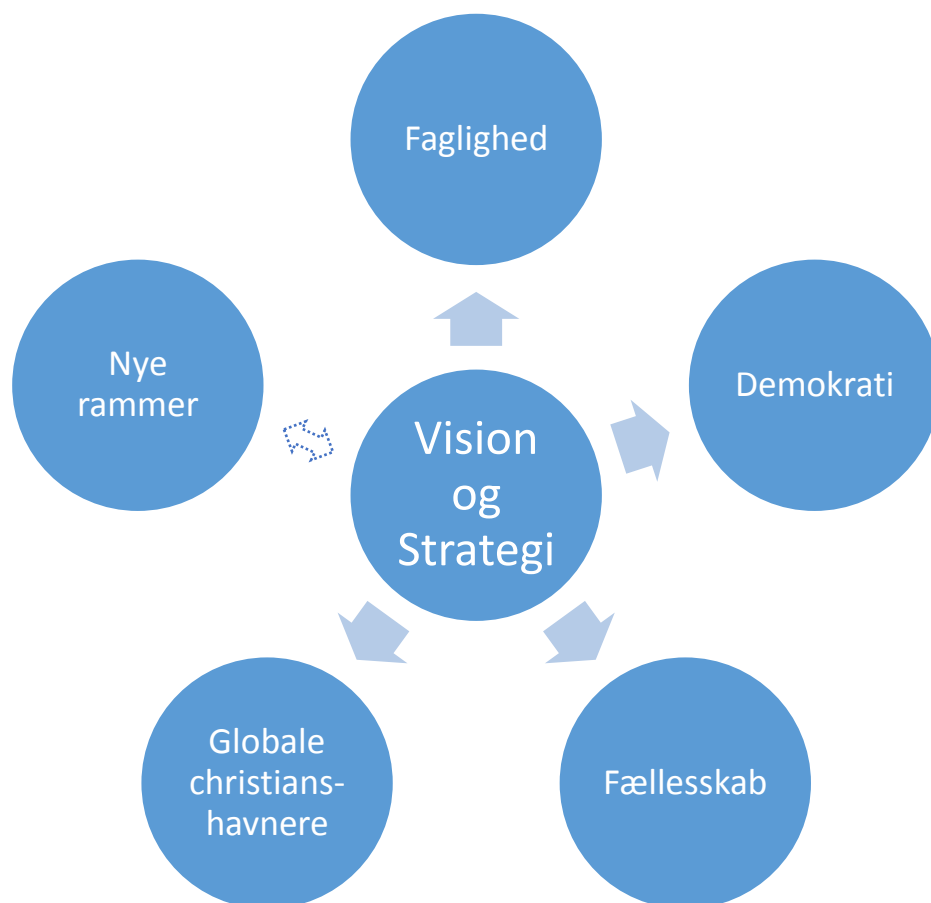 Faglighed
Nye
rammer
Demokrati
Vision
og
Strategi
Globale
christians-
havnere
Fællesskab